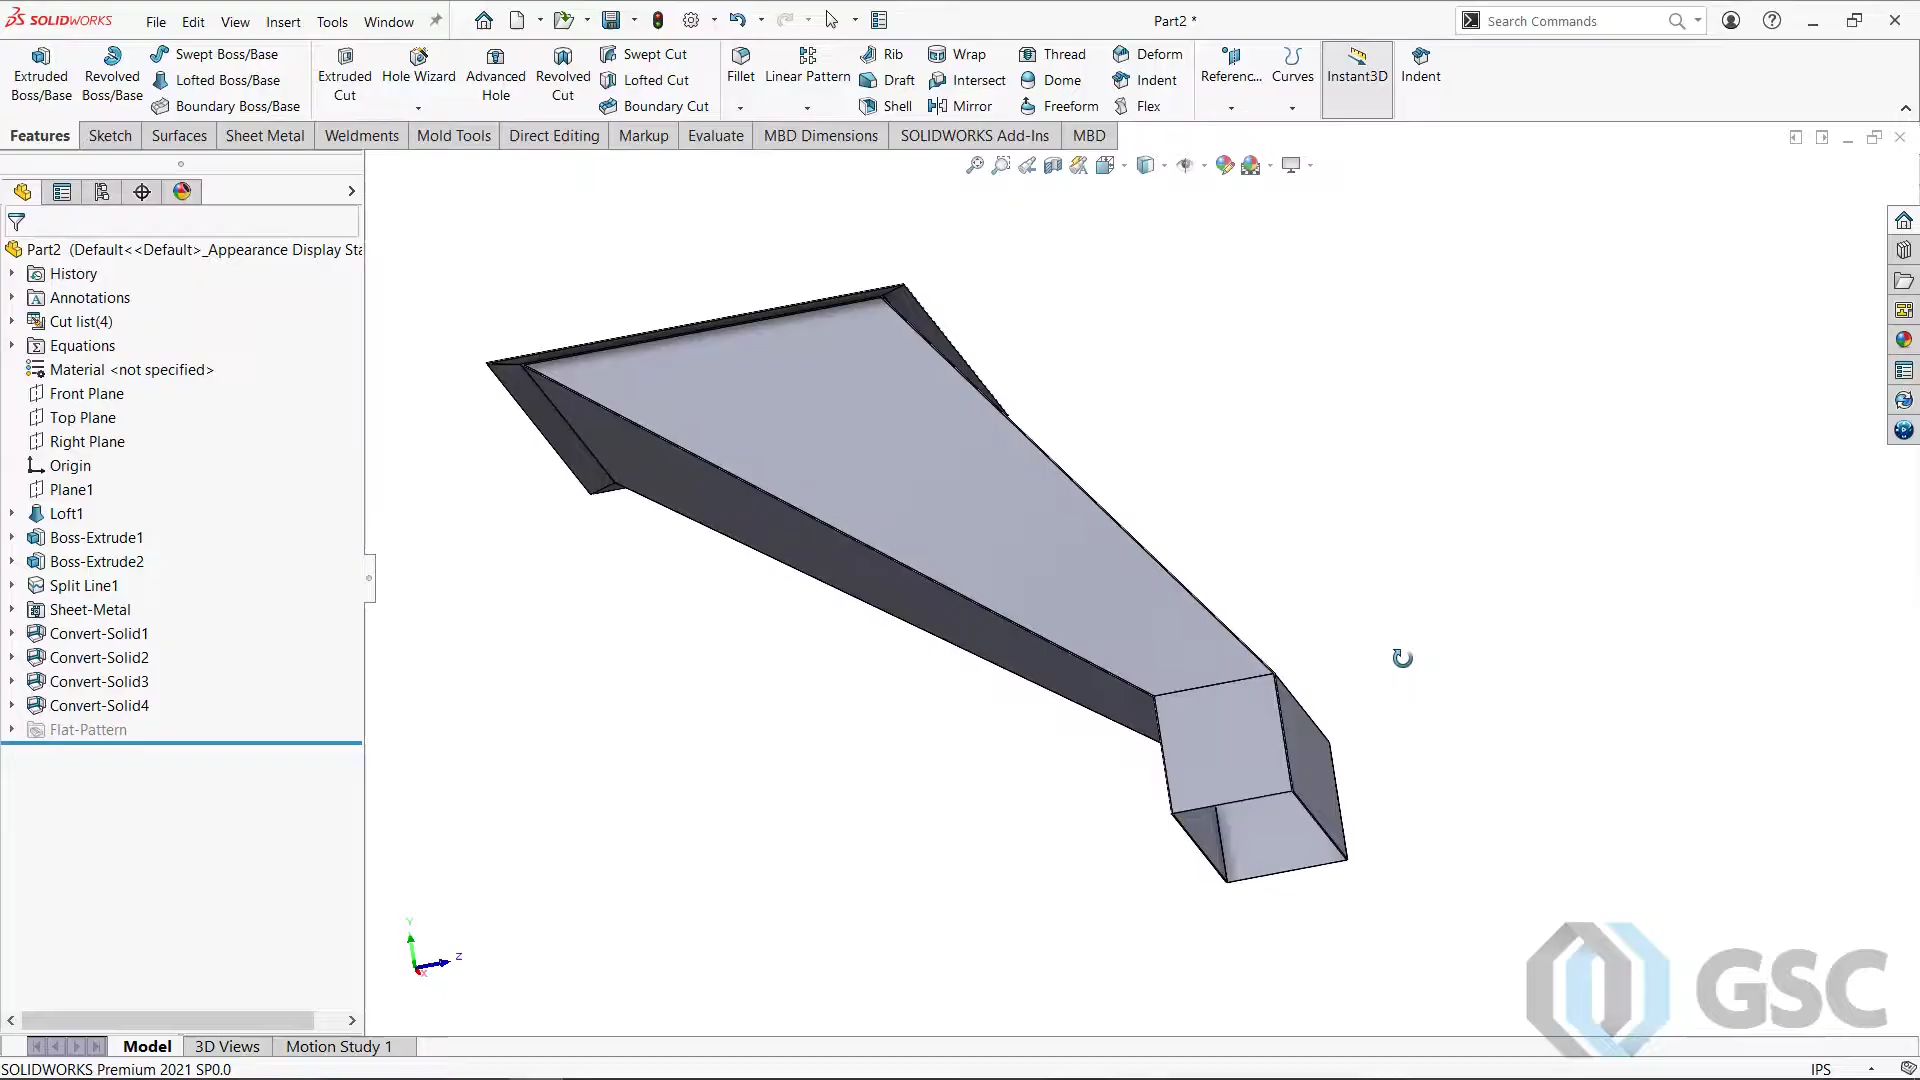 SOLIDWORKS File Edit View Insert Tools Window Part2 * Search Commands
Extruded Boss/Base
Revolved Boss/Base
Swept Boss/Base
Lofted Boss/Base
Boundary Boss/Base
Extruded Cut
Hole Wizard
Advanced Hole
Revolved Cut
Swept Cut
Lofted Cut
Boundary Cut
Fillet
Linear Pattern
Rib
Draft
Shell
Wrap
Intersect
Mirror
Thread
Dome
Freeform
Deform
Indent
Flex
Referenc...
Curves
Instant3D
Indent
Features Sketch Surfaces Sheet Metal Weldments Mold Tools Direct Editing Markup Evaluate MBD Dimensions SOLIDWORKS Add-Ins MBD
Part2 (Default<<Default>_Appearance Display Sta
History
Annotations
Cut list(4)
Equations
Material <not specified>
Front Plane
Top Plane
Right Plane
Origin
Plane1
Loft1
Boss-Extrude1
Boss-Extrude2
Split Line1
Sheet-Metal
Convert-Solid1
Convert-Solid2
Convert-Solid3
Convert-Solid4
Flat-Pattern
Y
Z
X
GSC
Model 3D Views Motion Study 1
SOLIDWORKS Premium 2021 SP0.0 IPS